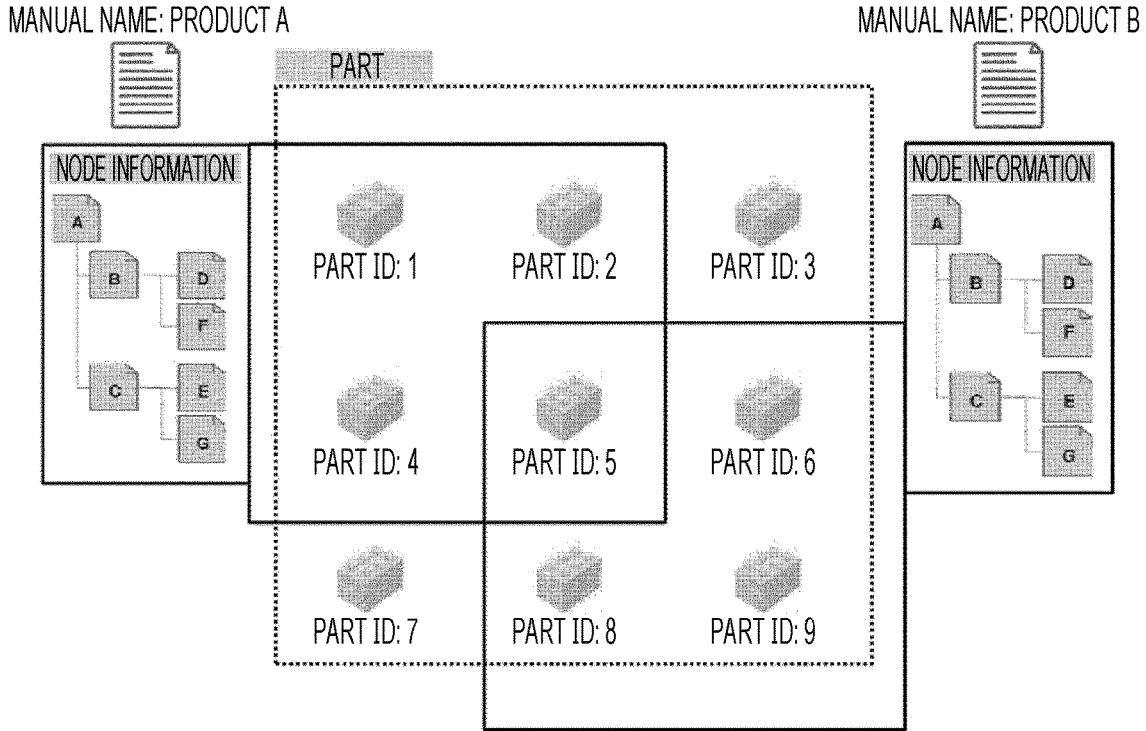 MANUAL NAME: PRODUCT A
MANUAL NAME: PRODUCT B
PART
NODE INFORMATION
A
B
D
F
C
E
G
PART ID: 1
PART ID: 2
PART ID: 3
PART ID: 4
PART ID: 5
PART ID: 6
PART ID: 7
PART ID: 8
PART ID: 9
NODE INFORMATION
A
B
D
F
C
E
G